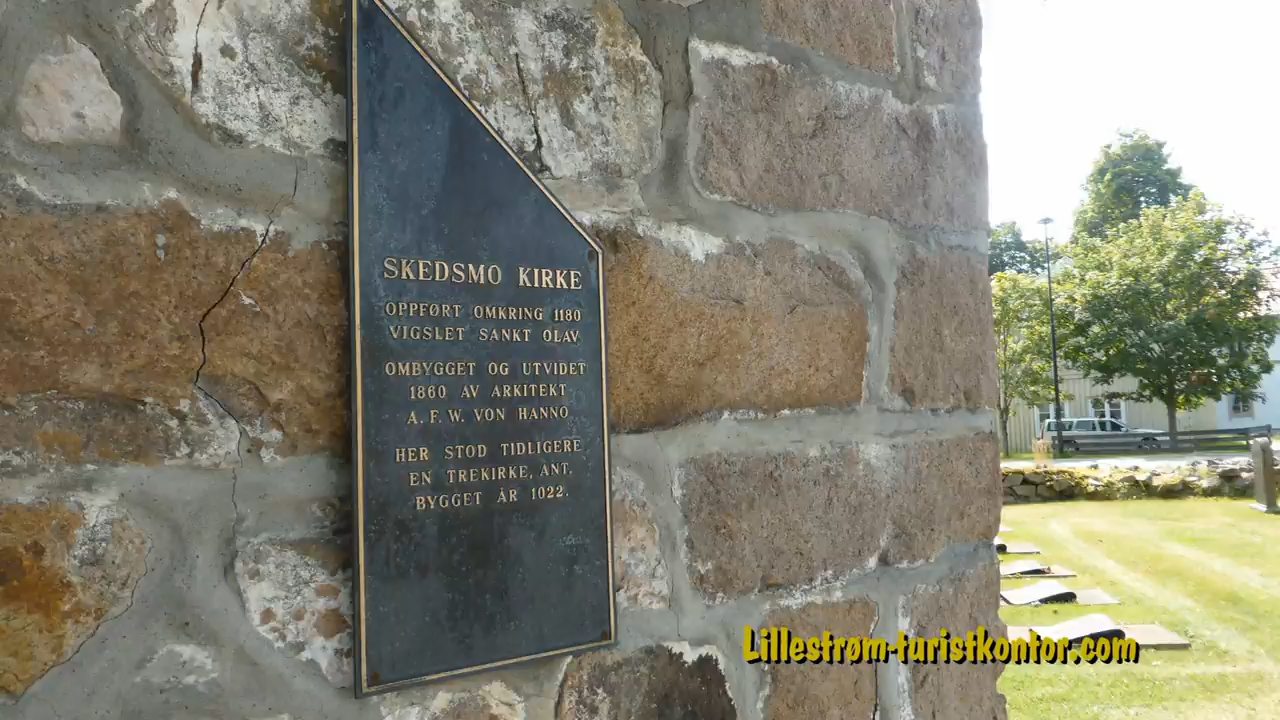 SKEDSMO KIRKE
OPPFØRT OMKRING 1180
VIGSLET SANKT OLAV
OMBYGGET OG UTVIDET
1860 AV ARKITEKT
A. F. W. VON HANNO
HER STOD TIDLIGERE
EN TREKIRKE, ANT.
BYGGET ÅR 1022.
Lillestrøm-turistkontor.com